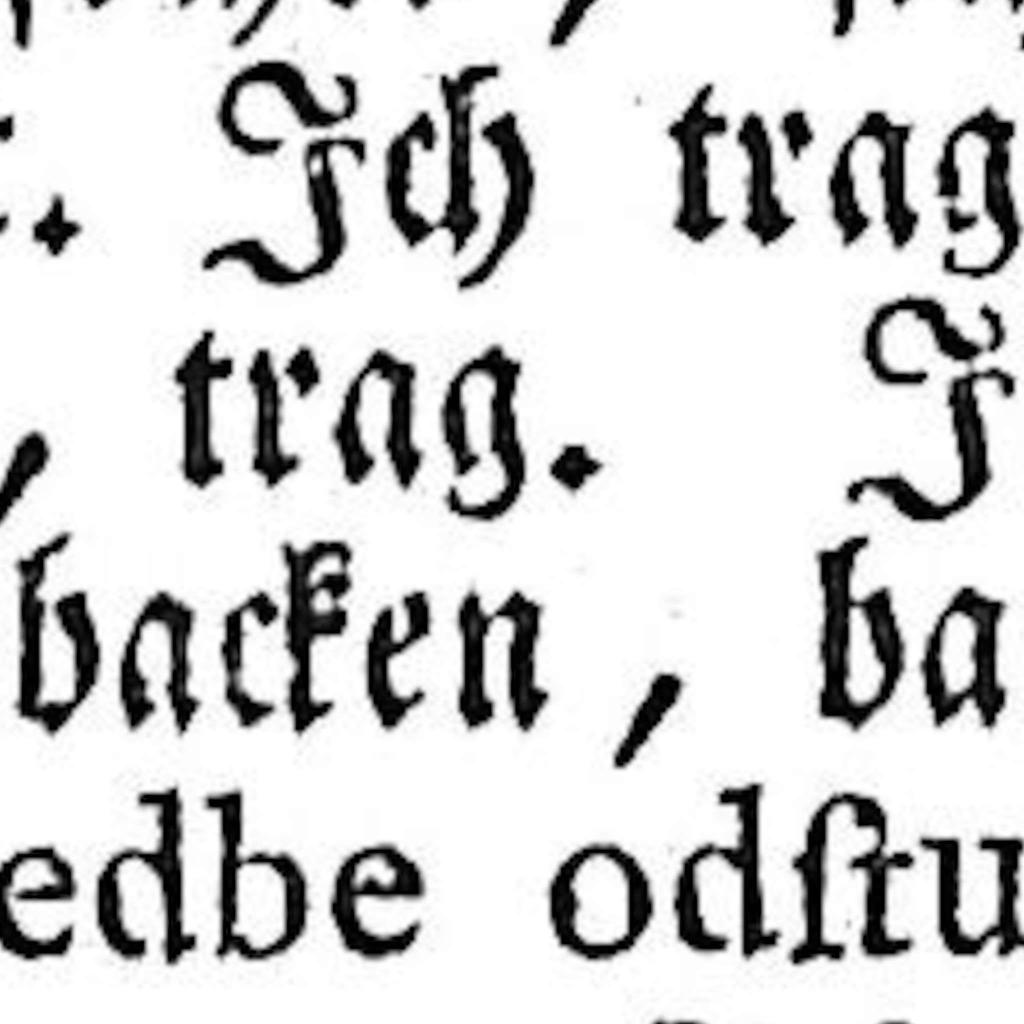 . Ich trag
, trag. I
backen, ba
edbe odſtu